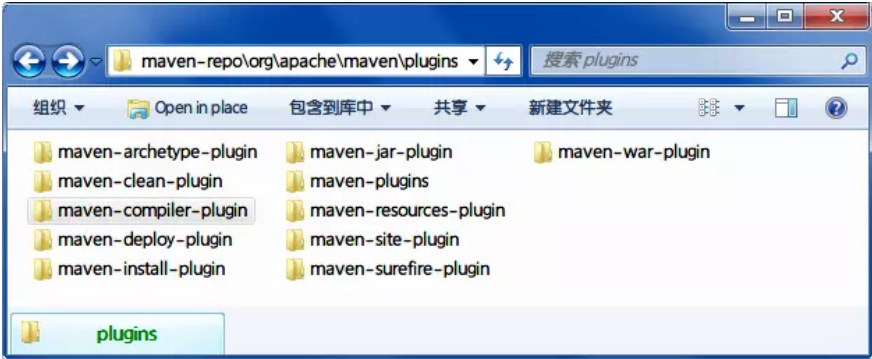 maven-repo\org\apache\maven\plugins
搜索 plugins
组织 Open in place 包含到库中 共享 新建文件夹
maven-archetype-plugin maven-jar-plugin maven-war-plugin
maven-clean-plugin maven-plugins
maven-compiler-plugin maven-resources-plugin
maven-deploy-plugin maven-site-plugin
maven-install-plugin maven-surefire-plugin
plugins